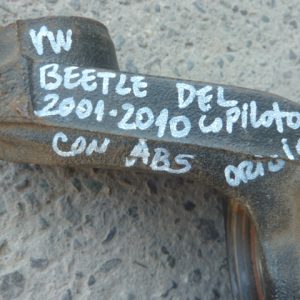 VW
BEETLE DEL
2001-2010 COPILOTO
CON ABS